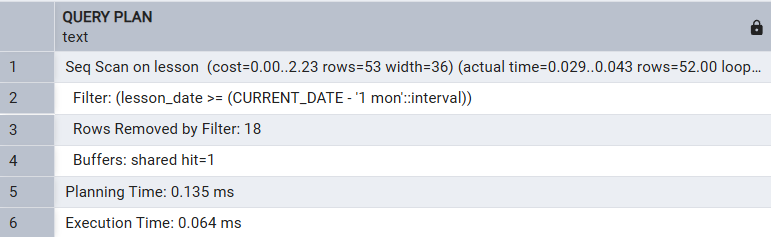 QUERY PLAN
text
1 Seq Scan on lesson (cost=0.00..2.23 rows=53 width=36) (actual time=0.029..0.043 rows=52.00 loop...
2 Filter: (lesson_date >= (CURRENT_DATE - '1 mon'::interval))
3 Rows Removed by Filter: 18
4 Buffers: shared hit=1
5 Planning Time: 0.135 ms
6 Execution Time: 0.064 ms